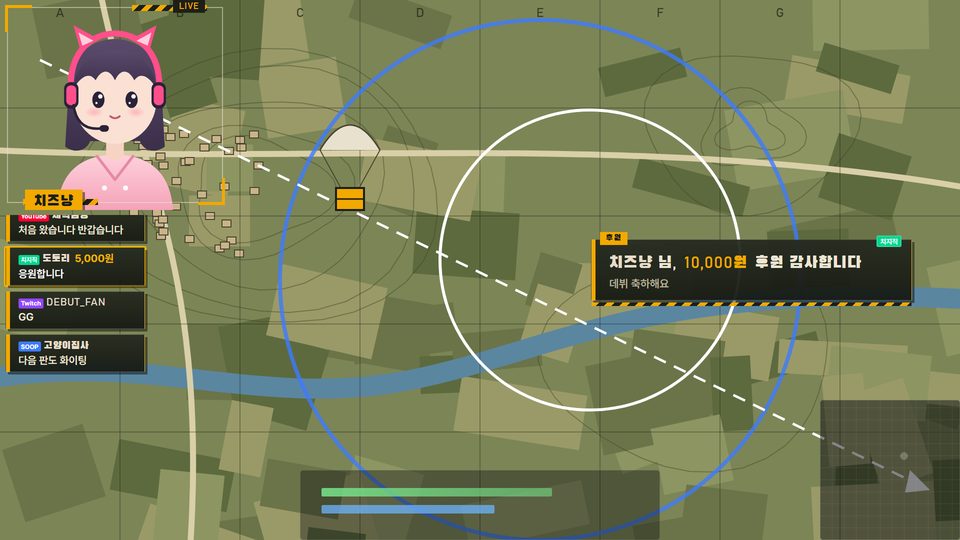 A B C D E F G
LIVE
치즈냥
YouTube
처음 왔습니다 반갑습니다
치지직 도토리 5,000원
응원합니다
Twitch DEBUT_FAN
GG
SOOP 고양이집사
다음 판도 화이팅
후원
치지직
치즈냥 님, 10,000원 후원 감사합니다
데뷔 축하해요